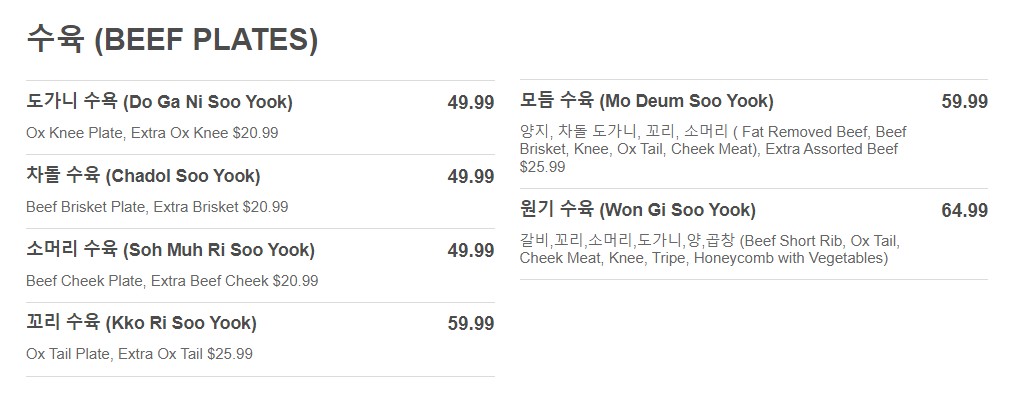 수육 (BEEF PLATES)
도가니 수육 (Do Ga Ni Soo Yook) 49.99
Ox Knee Plate, Extra Ox Knee $20.99
차돌 수육 (Chadol Soo Yook) 49.99
Beef Brisket Plate, Extra Brisket $20.99
소머리 수육 (Soh Muh Ri Soo Yook) 49.99
Beef Cheek Plate, Extra Beef Cheek $20.99
꼬리 수육 (Kko Ri Soo Yook) 59.99
Ox Tail Plate, Extra Ox Tail $25.99
모듬 수육 (Mo Deum Soo Yook) 59.99
양지, 차돌 도가니, 꼬리, 소머리 ( Fat Removed Beef, Beef
Brisket, Knee, Ox Tail, Cheek Meat), Extra Assorted Beef
$25.99
원기 수육 (Won Gi Soo Yook) 64.99
갈비,꼬리,소머리,도가니,양,곱창 (Beef Short Rib, Ox Tail,
Cheek Meat, Knee, Tripe, Honeycomb with Vegetables)